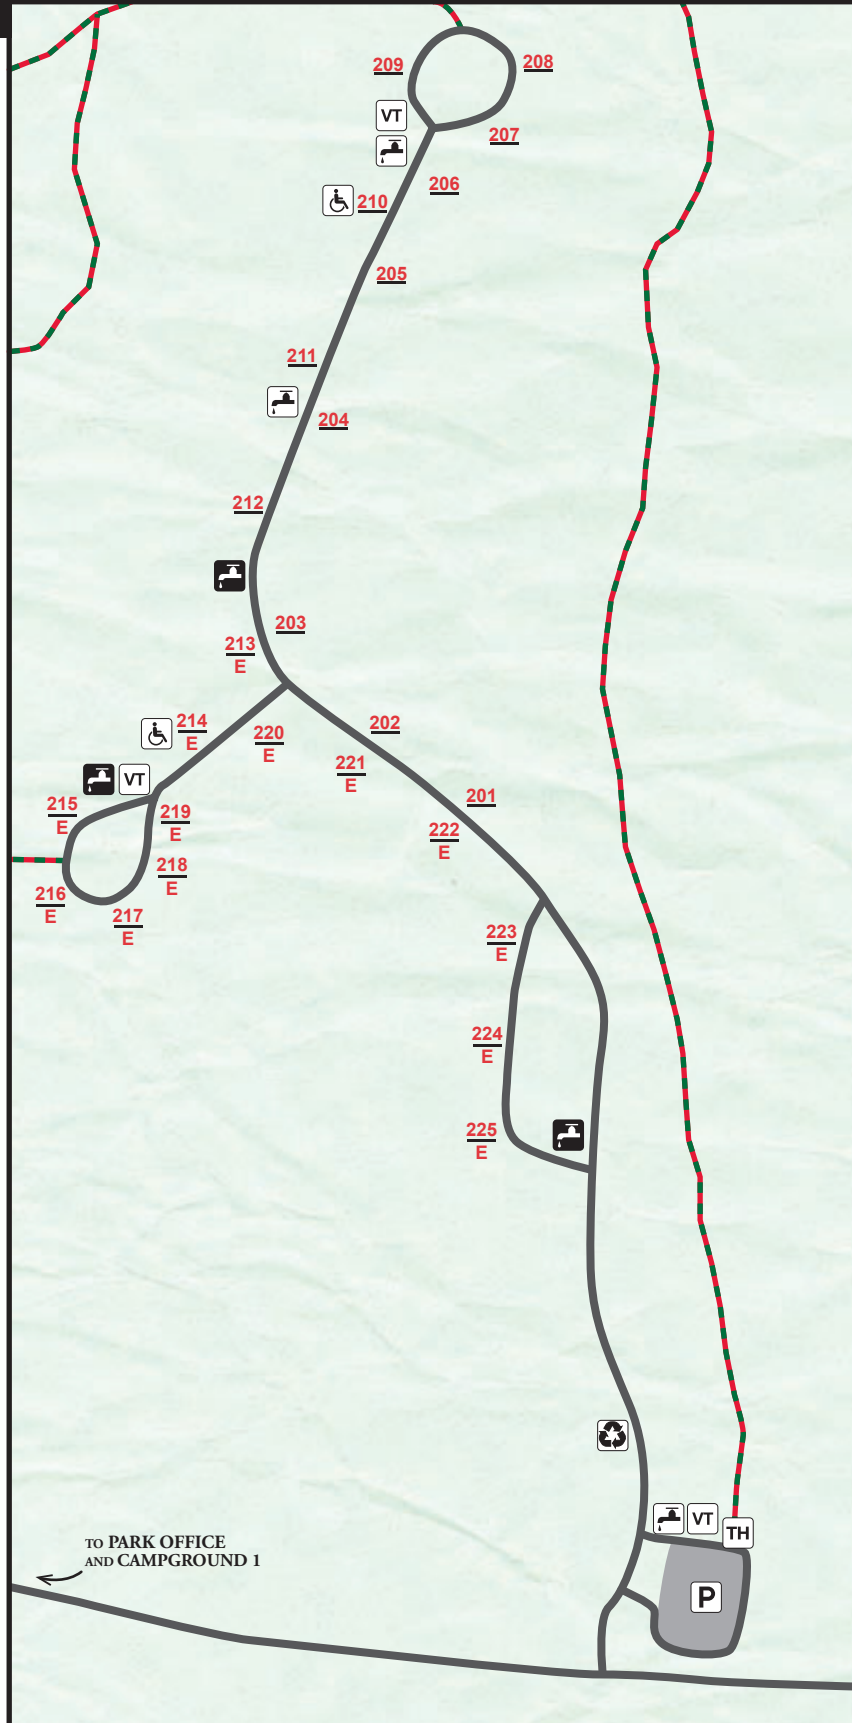 209
208
VT
207
206
210
205
211
204
212
203
213
E
214
E
202
220
E
221
E
VT
201
215
E
219
E
222
E
218
E
216
E
217
E
223
E
224
E
225
E
VT
TH
TO PARK OFFICE
AND CAMPGROUND 1
P